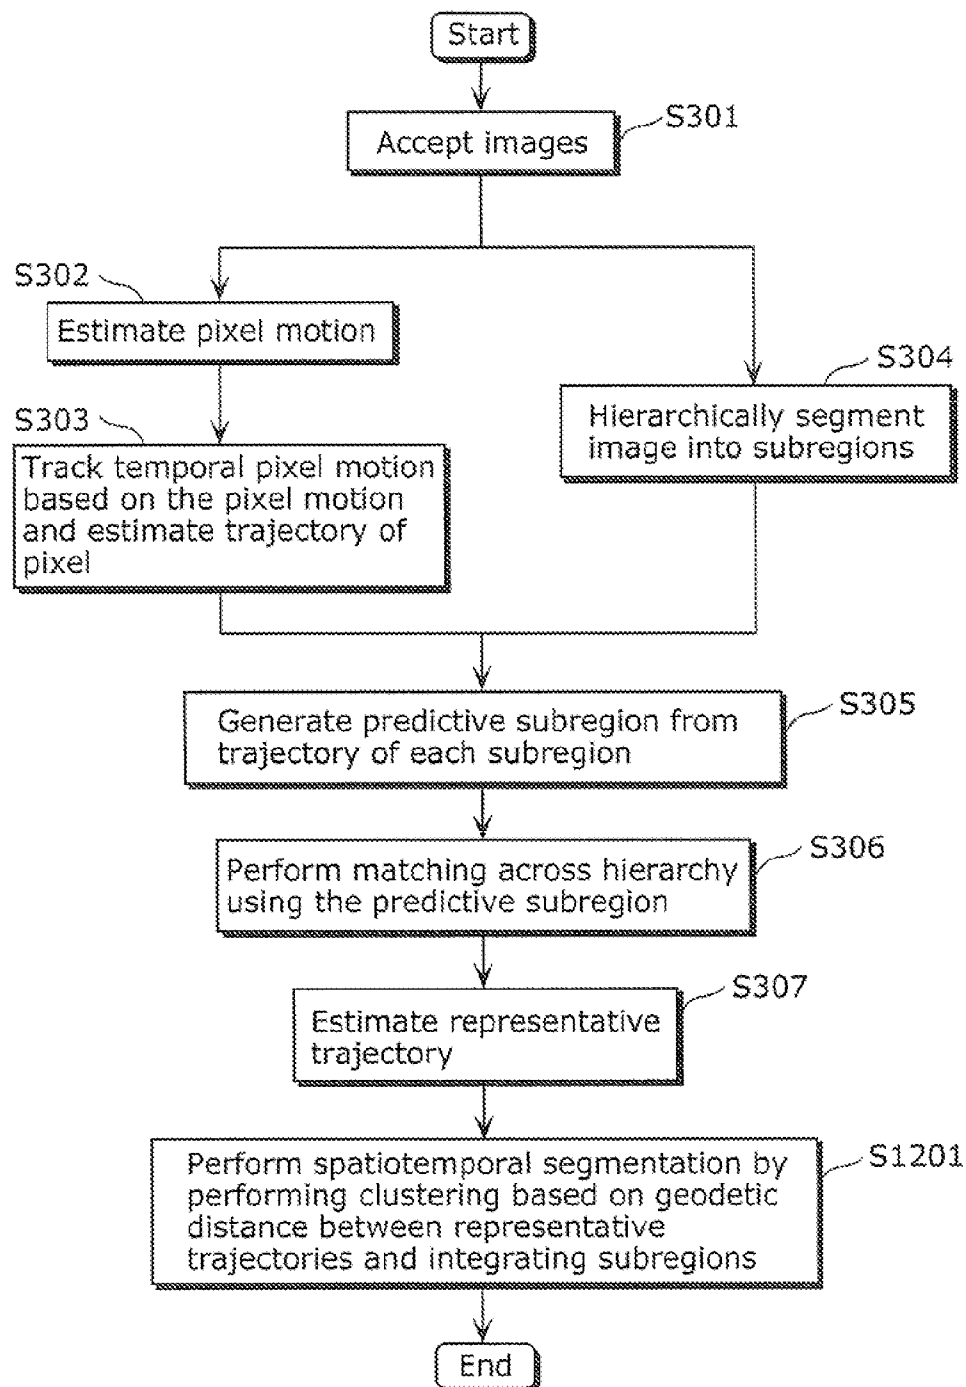 Start
S301
Accept images
S302
Estimate pixel motion
S304
Hierarchically segment
image into subregions
S303
Track temporal pixel motion
based on the pixel motion
and estimate trajectory of
pixel
S305
Generate predictive subregion from
trajectory of each subregion
S306
Perform matching across hierarchy
using the predictive subregion
S307
Estimate representative
trajectory
S1201
Perform spatiotemporal segmentation by
performing clustering based on geodetic
distance between representative
trajectories and integrating subregions
End